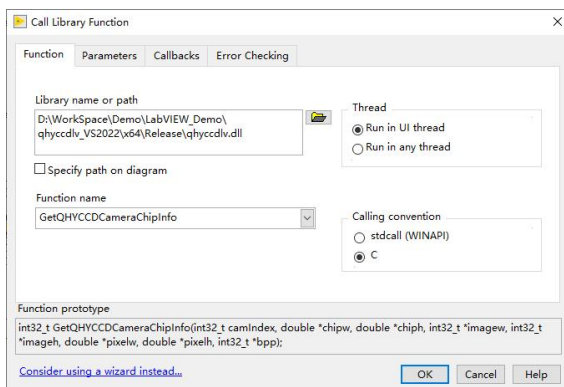 Call Library Function
Function
Parameters
Callbacks
Error Checking
Library name or path
D:\WorkSpace\Demo\LabVIEW_Demo\
qhyccdlv_VS2022\x64\Release\qhyccdlv.dll
Thread
Run in UI thread
Run in any thread
Specify path on diagram
Function name
GetQHYCCDCameraChipInfo
Calling convention
stdcall (WINAPI)
C
Function prototype
int32_t GetQHYCCDCameraChipInfo(int32_t camIndex, double *chipw, double *chiph, int32_t *imagew, int32_t
*imageh, double *pixelw, double *pixelh, int32_t *bpp);
Consider using a wizard instead...
OK
Cancel
Help